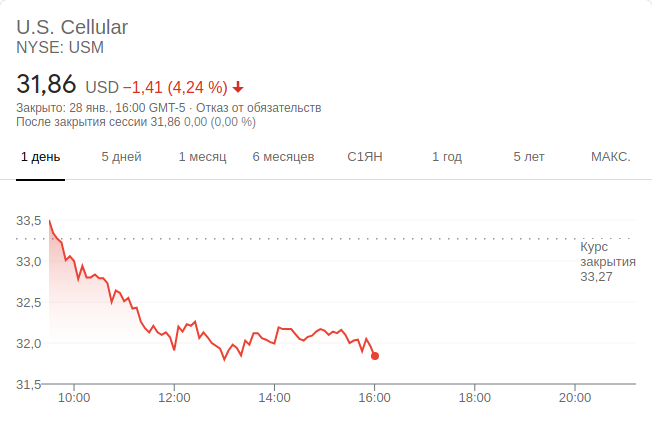 U.S. Cellular
NYSE: USM
31,86 USD −1,41 (4,24 %)
Закрыто: 28 янв., 16:00 GMT-5 · Отказ от обязательств
После закрытия сессии 31,86 0,00 (0,00 %)
1 день 5 дней 1 месяц 6 месяцев С1ЯН 1 год 5 лет МАКС.
33,5
Курс
закрытия
33,27
33,0
32,5
32,0
31,5
10:00 12:00 14:00 16:00 18:00 20:00